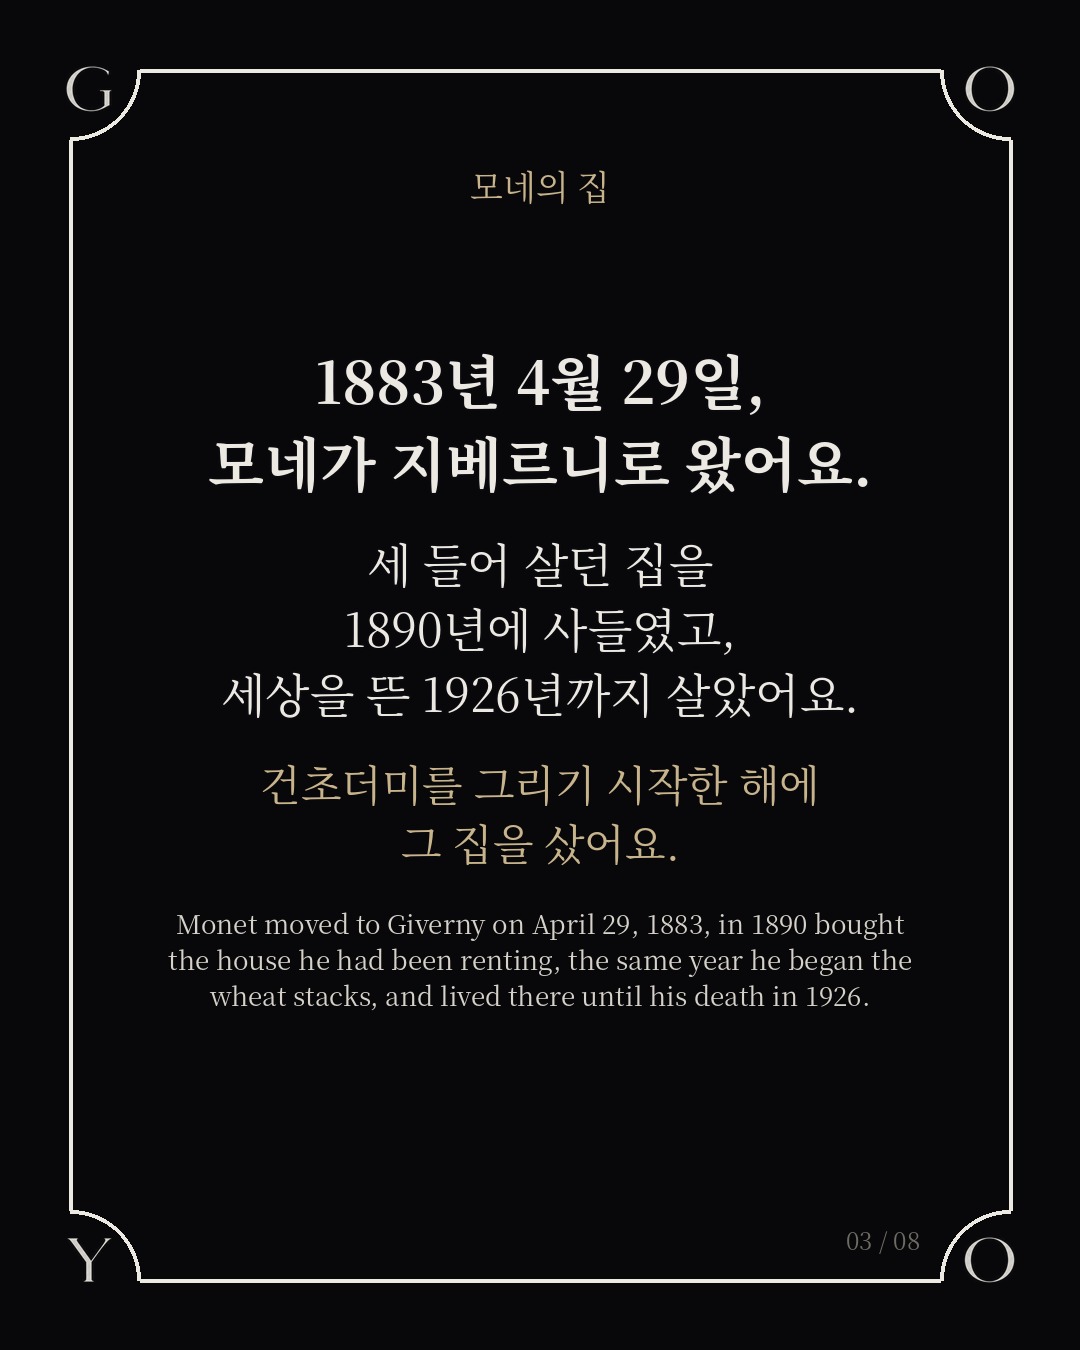 G
O
모네의 집
1883년 4월 29일,
모네가 지베르니로 왔어요.
세 들어 살던 집을
1890년에 사들였고,
세상을 뜬 1926년까지 살았어요.
건초더미를 그리기 시작한 해에
그 집을 샀어요.
Monet moved to Giverny on April 29, 1883, in 1890 bought
the house he had been renting, the same year he began the
wheat stacks, and lived there until his death in 1926.
03 / 08
Y
O